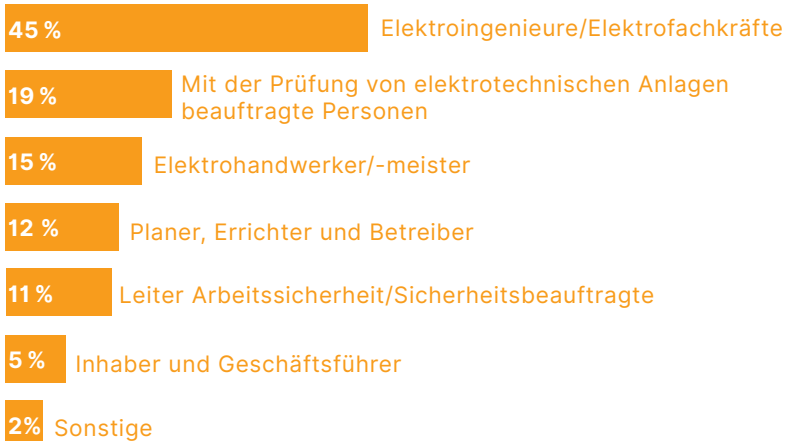 45 % Elektroingenieure/Elektrofachkräfte
19 % Mit der Prüfung von elektrotechnischen Anlagen
beauftragte Personen
15 % Elektrohandwerker/-meister
12 % Planer, Errichter und Betreiber
11 % Leiter Arbeitssicherheit/Sicherheitsbeauftragte
5 % Inhaber und Geschäftsführer
2% Sonstige